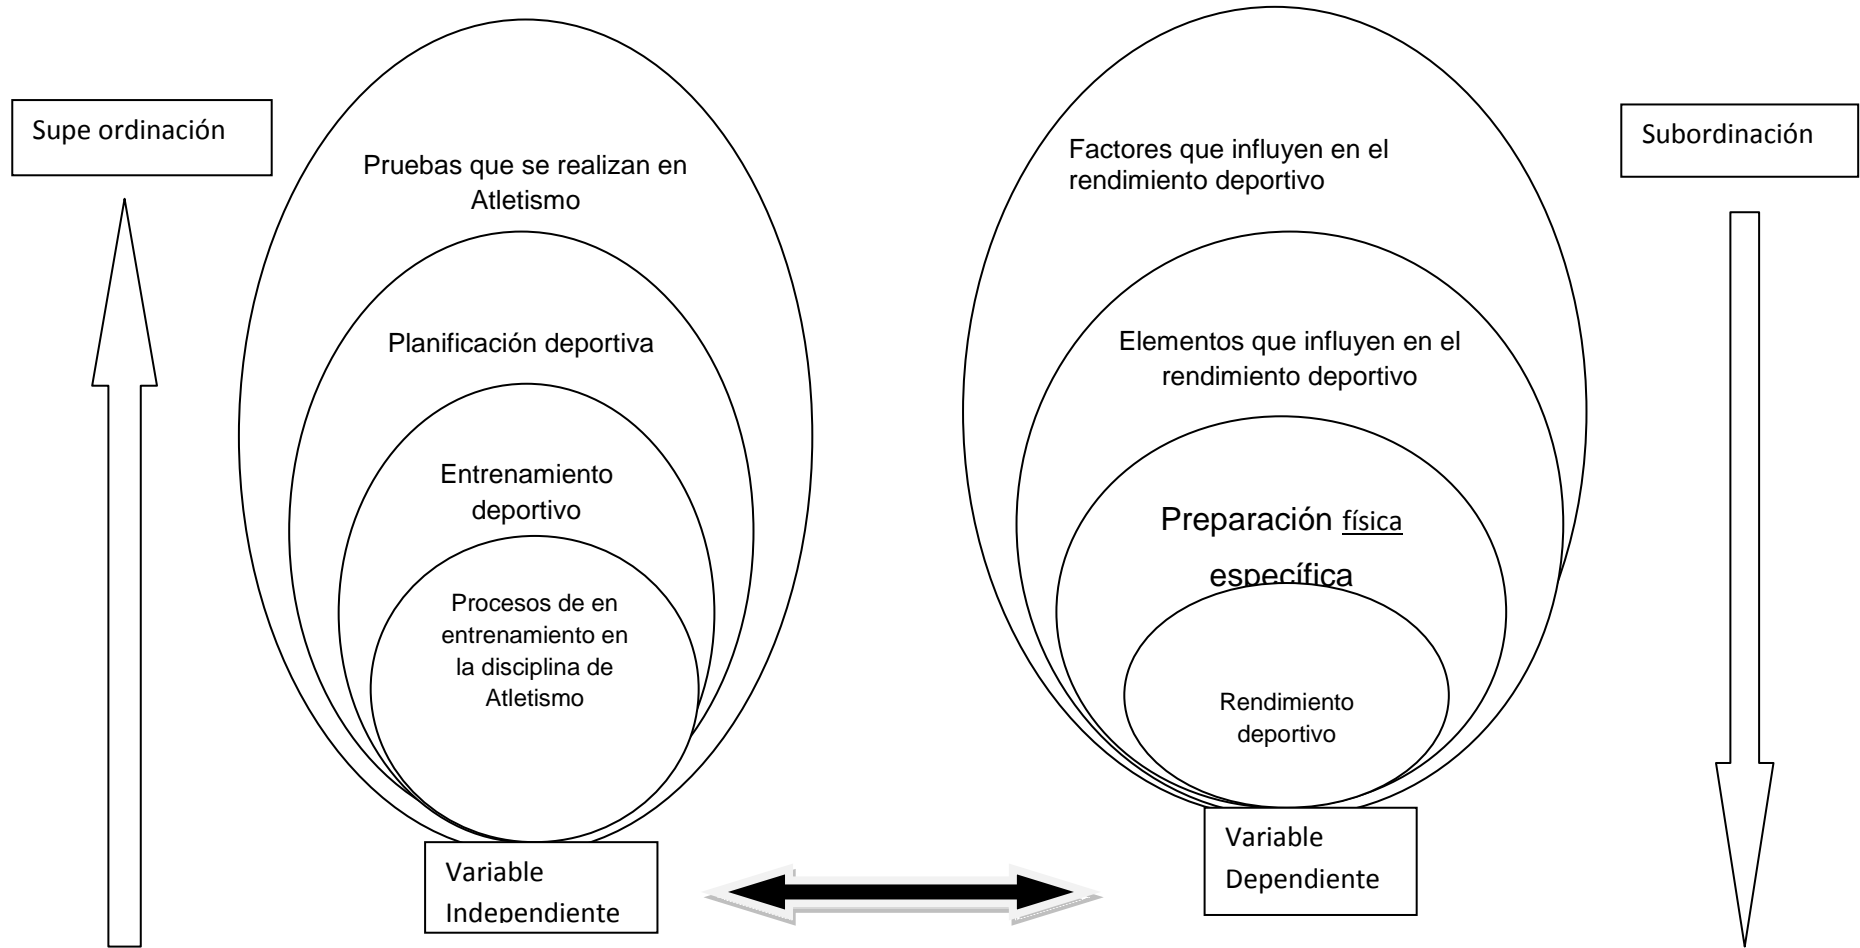 Supe ordinación
Pruebas que se realizan en
Atletismo
Planificación deportiva
Entrenamiento
deportivo
Procesos de en
entrenamiento en
la disciplina de
Atletismo
Variable
Independiente
Factores que influyen en el
rendimiento deportivo
Elementos que influyen en el
rendimiento deportivo
Preparación física
específica
Rendimiento
deportivo
Variable
Dependiente
Subordinación